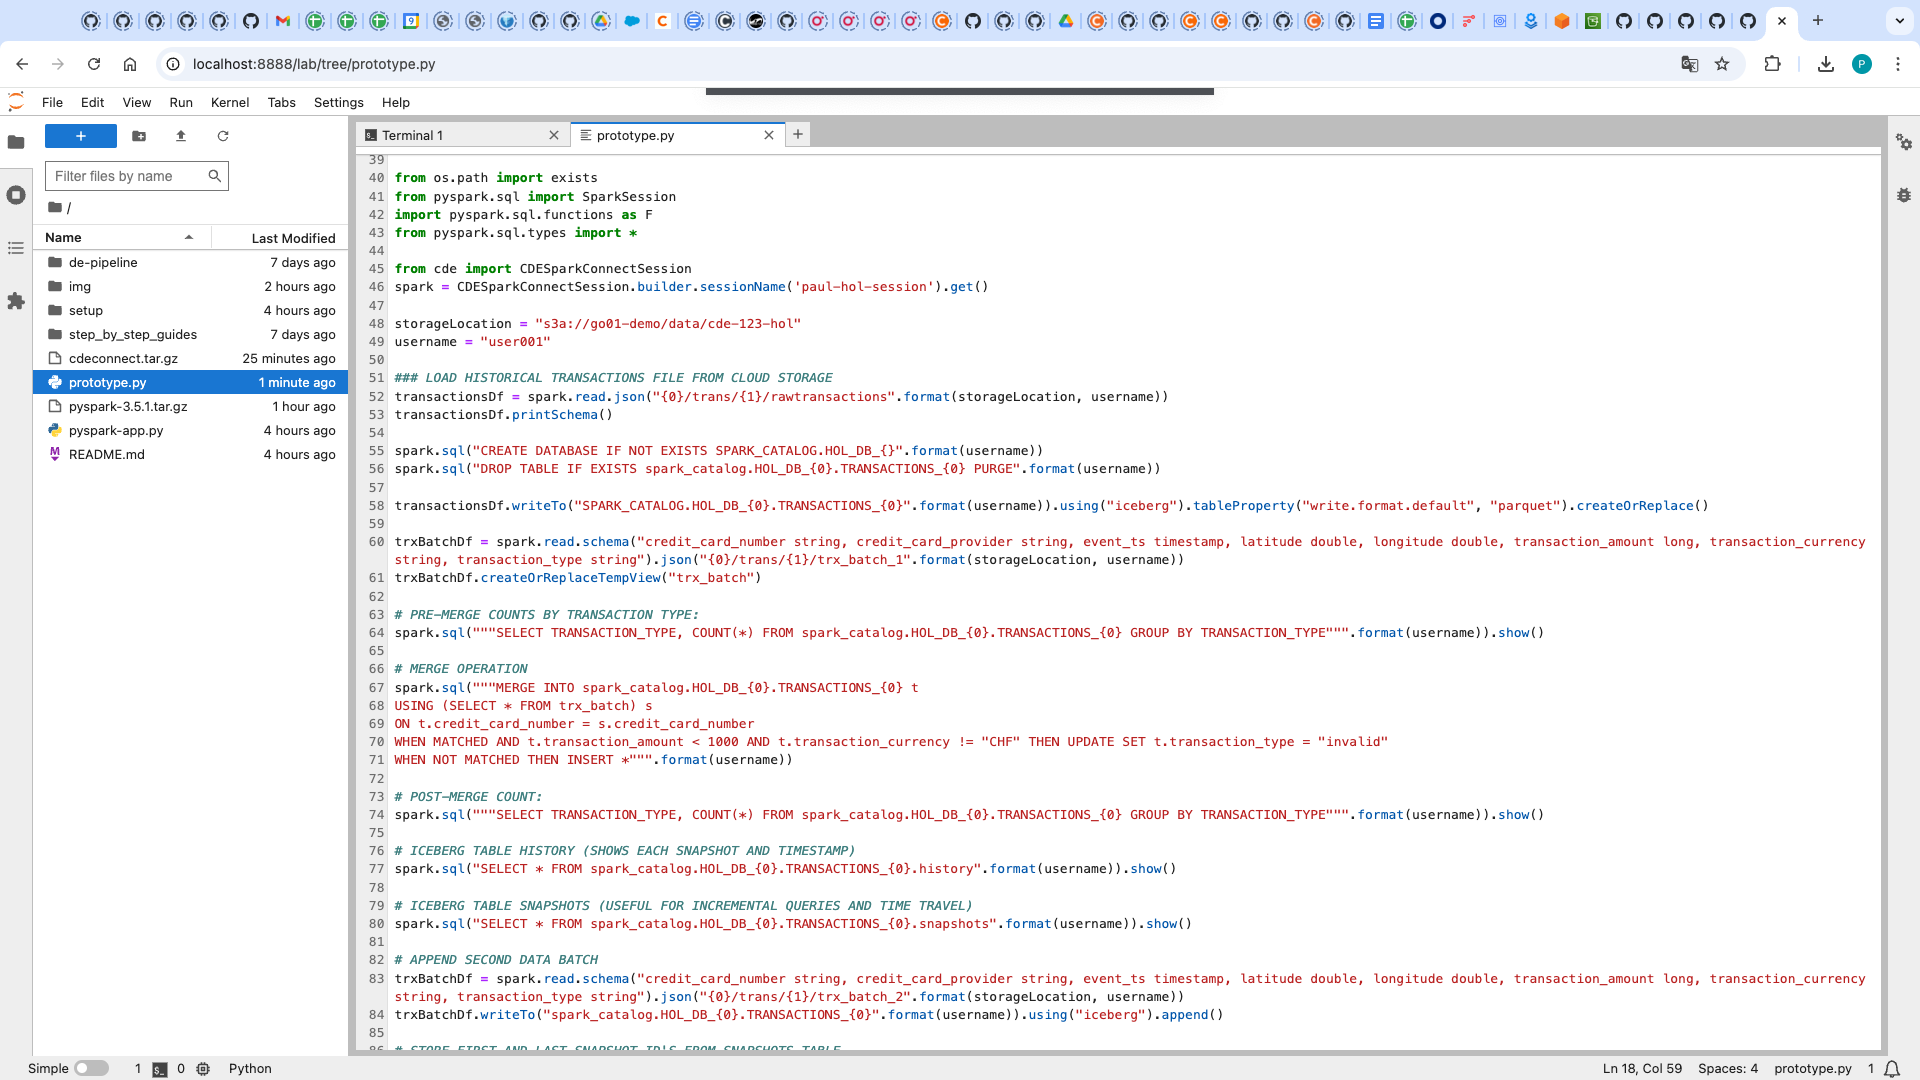 localhost:8888/lab/tree/prototype.py
P
File Edit View Run Kernel Tabs Settings Help
Terminal 1
prototype.py
Filter files by name
/
Name Last Modified
de-pipeline 7 days ago
img 2 hours ago
setup 4 hours ago
step_by_step_guides 7 days ago
cdeconnect.tar.gz 25 minutes ago
prototype.py 1 minute ago
pyspark-3.5.1.tar.gz 1 hour ago
pyspark-app.py 4 hours ago
README.md 4 hours ago
39
40 from os.path import exists
41 from pyspark.sql import SparkSession
42 import pyspark.sql.functions as F
43 from pyspark.sql.types import *
44
45 from cde import CDESparkConnectSession
46 spark = CDESparkConnectSession.builder.sessionName('paul-hol-session').get()
47
48 storageLocation = "s3a://go01-demo/data/cde-123-hol"
49 username = "user001"
50
51 ### LOAD HISTORICAL TRANSACTIONS FILE FROM CLOUD STORAGE
52 transactionsDf = spark.read.json("{0}/trans/{1}/rawtransactions".format(storageLocation, username))
53 transactionsDf.printSchema()
54
55 spark.sql("CREATE DATABASE IF NOT EXISTS SPARK_CATALOG.HOL_DB_{}".format(username))
56 spark.sql("DROP TABLE IF EXISTS spark_catalog.HOL_DB_{0}.TRANSACTIONS_{0} PURGE".format(username))
57
58 transactionsDf.writeTo("SPARK_CATALOG.HOL_DB_{0}.TRANSACTIONS_{0}".format(username)).using("iceberg").tableProperty("write.format.default", "parquet").createOrReplace()
59
60 trxBatchDf = spark.read.schema("credit_card_number string, credit_card_provider string, event_ts timestamp, latitude double, longitude double, transaction_amount long, transaction_currency
string, transaction_type string").json("{0}/trans/{1}/trx_batch_1".format(storageLocation, username))
61 trxBatchDf.createOrReplaceTempView("trx_batch")
62
63 # PRE-MERGE COUNTS BY TRANSACTION TYPE:
64 spark.sql("""SELECT TRANSACTION_TYPE, COUNT(*) FROM spark_catalog.HOL_DB_{0}.TRANSACTIONS_{0} GROUP BY TRANSACTION_TYPE""".format(username)).show()
65
66 # MERGE OPERATION
67 spark.sql("""MERGE INTO spark_catalog.HOL_DB_{0}.TRANSACTIONS_{0} t
68 USING (SELECT * FROM trx_batch) s
69 ON t.credit_card_number = s.credit_card_number
70 WHEN MATCHED AND t.transaction_amount < 1000 AND t.transaction_currency != "CHF" THEN UPDATE SET t.transaction_type = "invalid"
71 WHEN NOT MATCHED THEN INSERT *""".format(username))
72
73 # POST-MERGE COUNT:
74 spark.sql("""SELECT TRANSACTION_TYPE, COUNT(*) FROM spark_catalog.HOL_DB_{0}.TRANSACTIONS_{0} GROUP BY TRANSACTION_TYPE""".format(username)).show()
75
76 # ICEBERG TABLE HISTORY (SHOWS EACH SNAPSHOT AND TIMESTAMP)
77 spark.sql("SELECT * FROM spark_catalog.HOL_DB_{0}.TRANSACTIONS_{0}.history".format(username)).show()
78
79 # ICEBERG TABLE SNAPSHOTS (USEFUL FOR INCREMENTAL QUERIES AND TIME TRAVEL)
80 spark.sql("SELECT * FROM spark_catalog.HOL_DB_{0}.TRANSACTIONS_{0}.snapshots".format(username)).show()
81
82 # APPEND SECOND DATA BATCH
83 trxBatchDf = spark.read.schema("credit_card_number string, credit_card_provider string, event_ts timestamp, latitude double, longitude double, transaction_amount long, transaction_currency
string, transaction_type string").json("{0}/trans/{1}/trx_batch_2".format(storageLocation, username))
84 trxBatchDf.writeTo("spark_catalog.HOL_DB_{0}.TRANSACTIONS_{0}".format(username)).using("iceberg").append()
85
86 # STORE FIRST AND LAST SNAPSHOT ID'S FROM SNAPSHOTS TABLE
Simple 1 0 Python Ln 18, Col 59 Spaces: 4 prototype.py 1